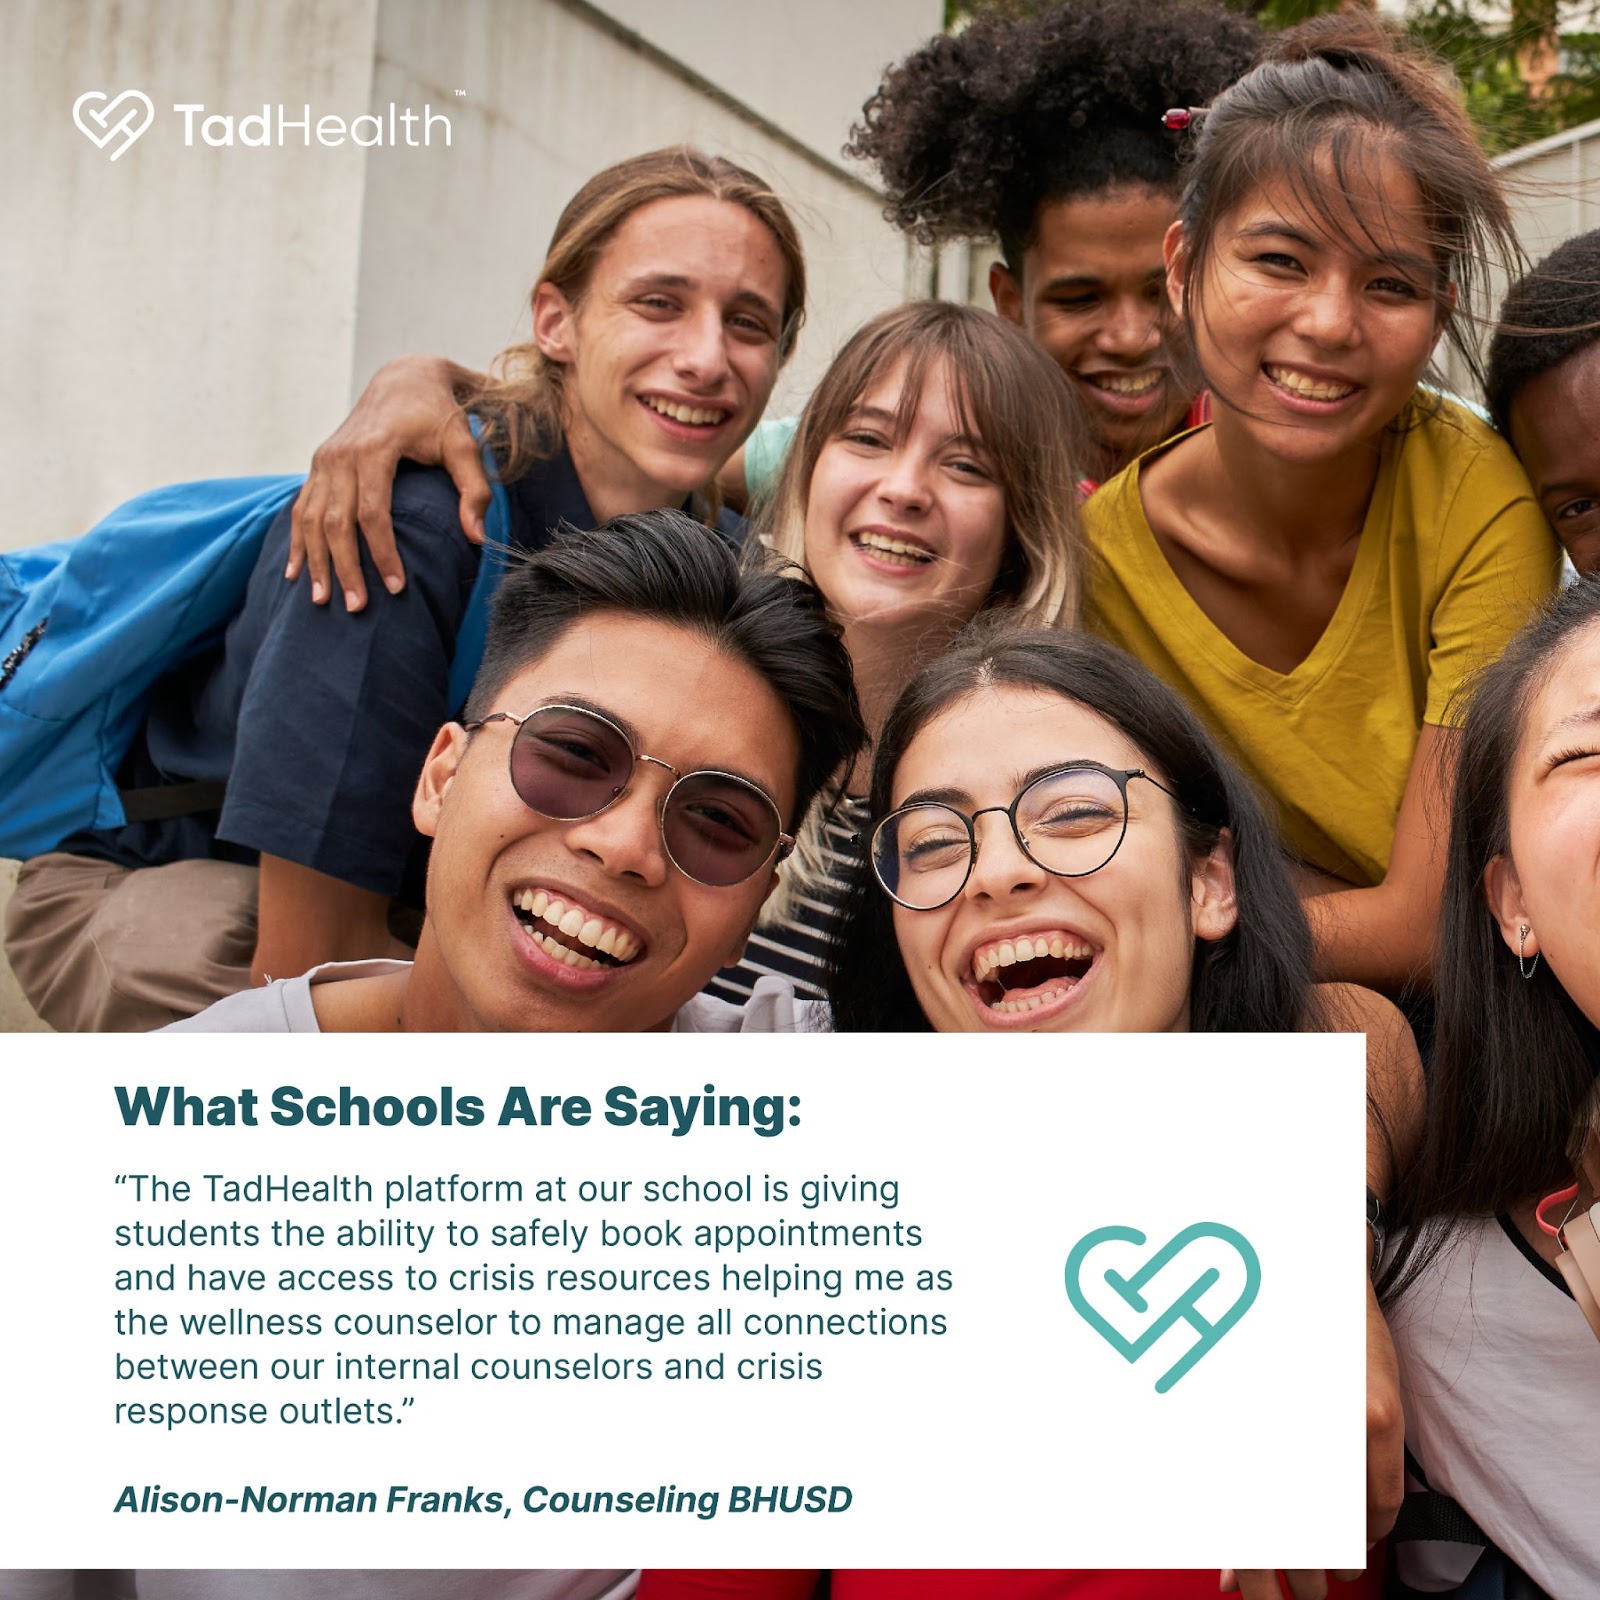 TadHealth™
What Schools Are Saying:
“The TadHealth platform at our school is giving
students the ability to safely book appointments
and have access to crisis resources helping me as
the wellness counselor to manage all connections
between our internal counselors and crisis
response outlets.”
Alison-Norman Franks, Counseling BHUSD